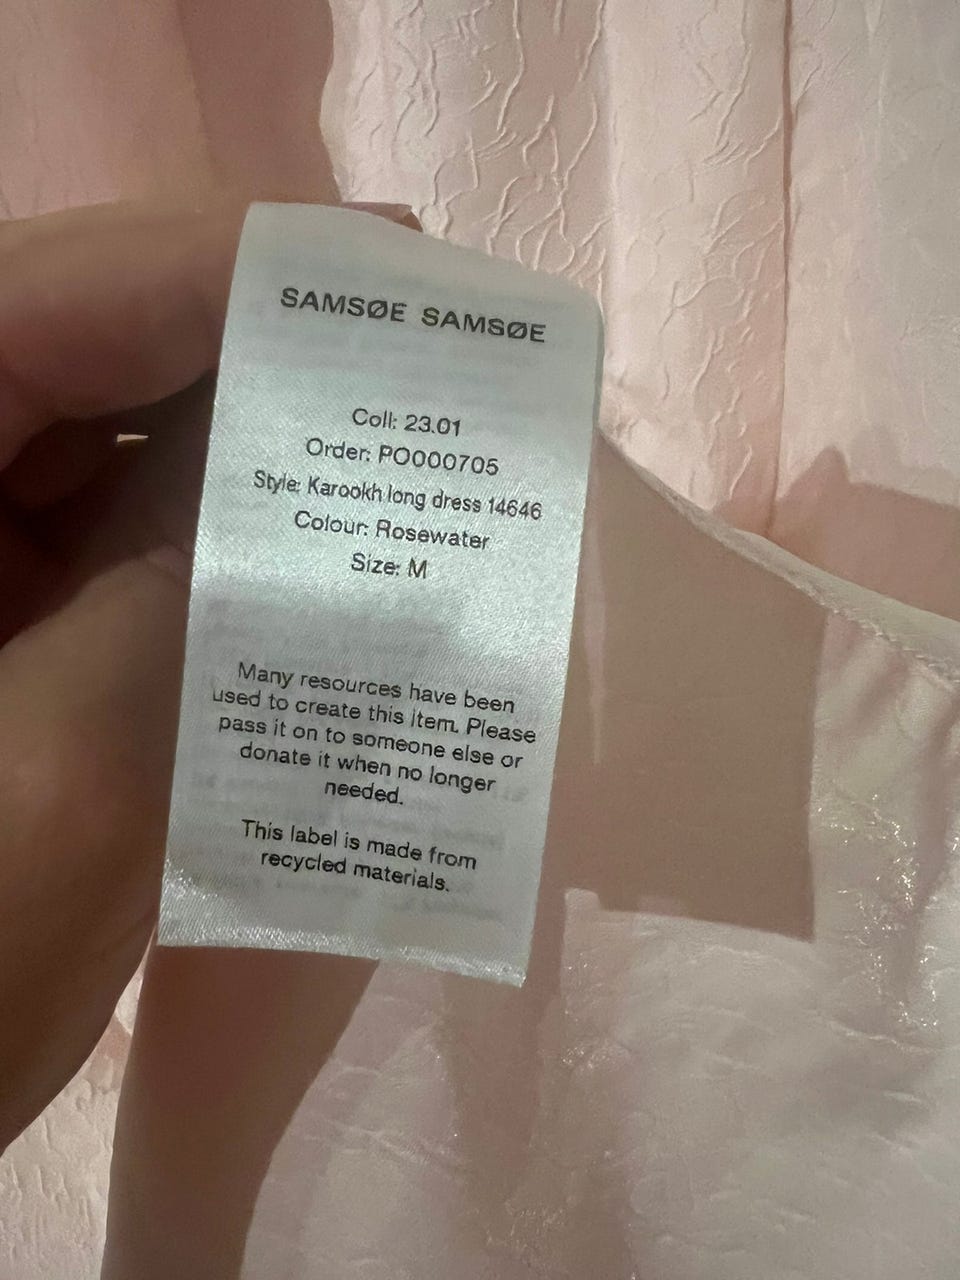 SAMSØE SAMSØE
Coll: 23.01
Order: PO000705
Style: Karookh long dress 14646
Colour: Rosewater
Size: M
Many resources have been
used to create this item. Please
pass it on to someone else or
donate it when no longer
needed.
This label is made from
recycled materials.